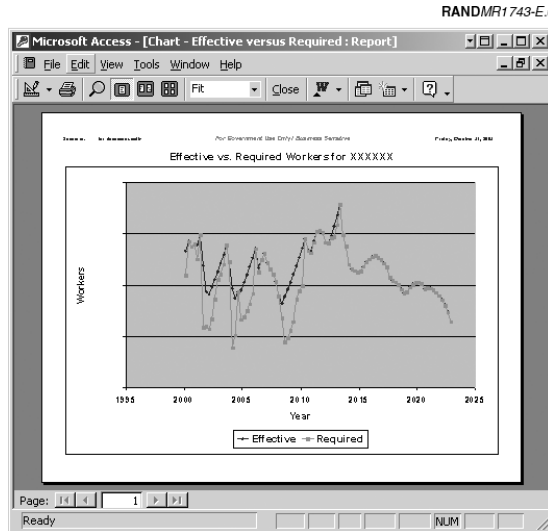 RANDMR1743-E.
Microsoft Access - [Chart - Effective versus Required : Report]
File Edit View Tools Window Help
Fit Close
For Government Use Only/ Business Sensitive
Effective vs. Required Workers for XXXXXX
Workers
1995 2000 2005 2010 2015 2020 2025
Year
Effective Required
Page: 1
Ready NUM